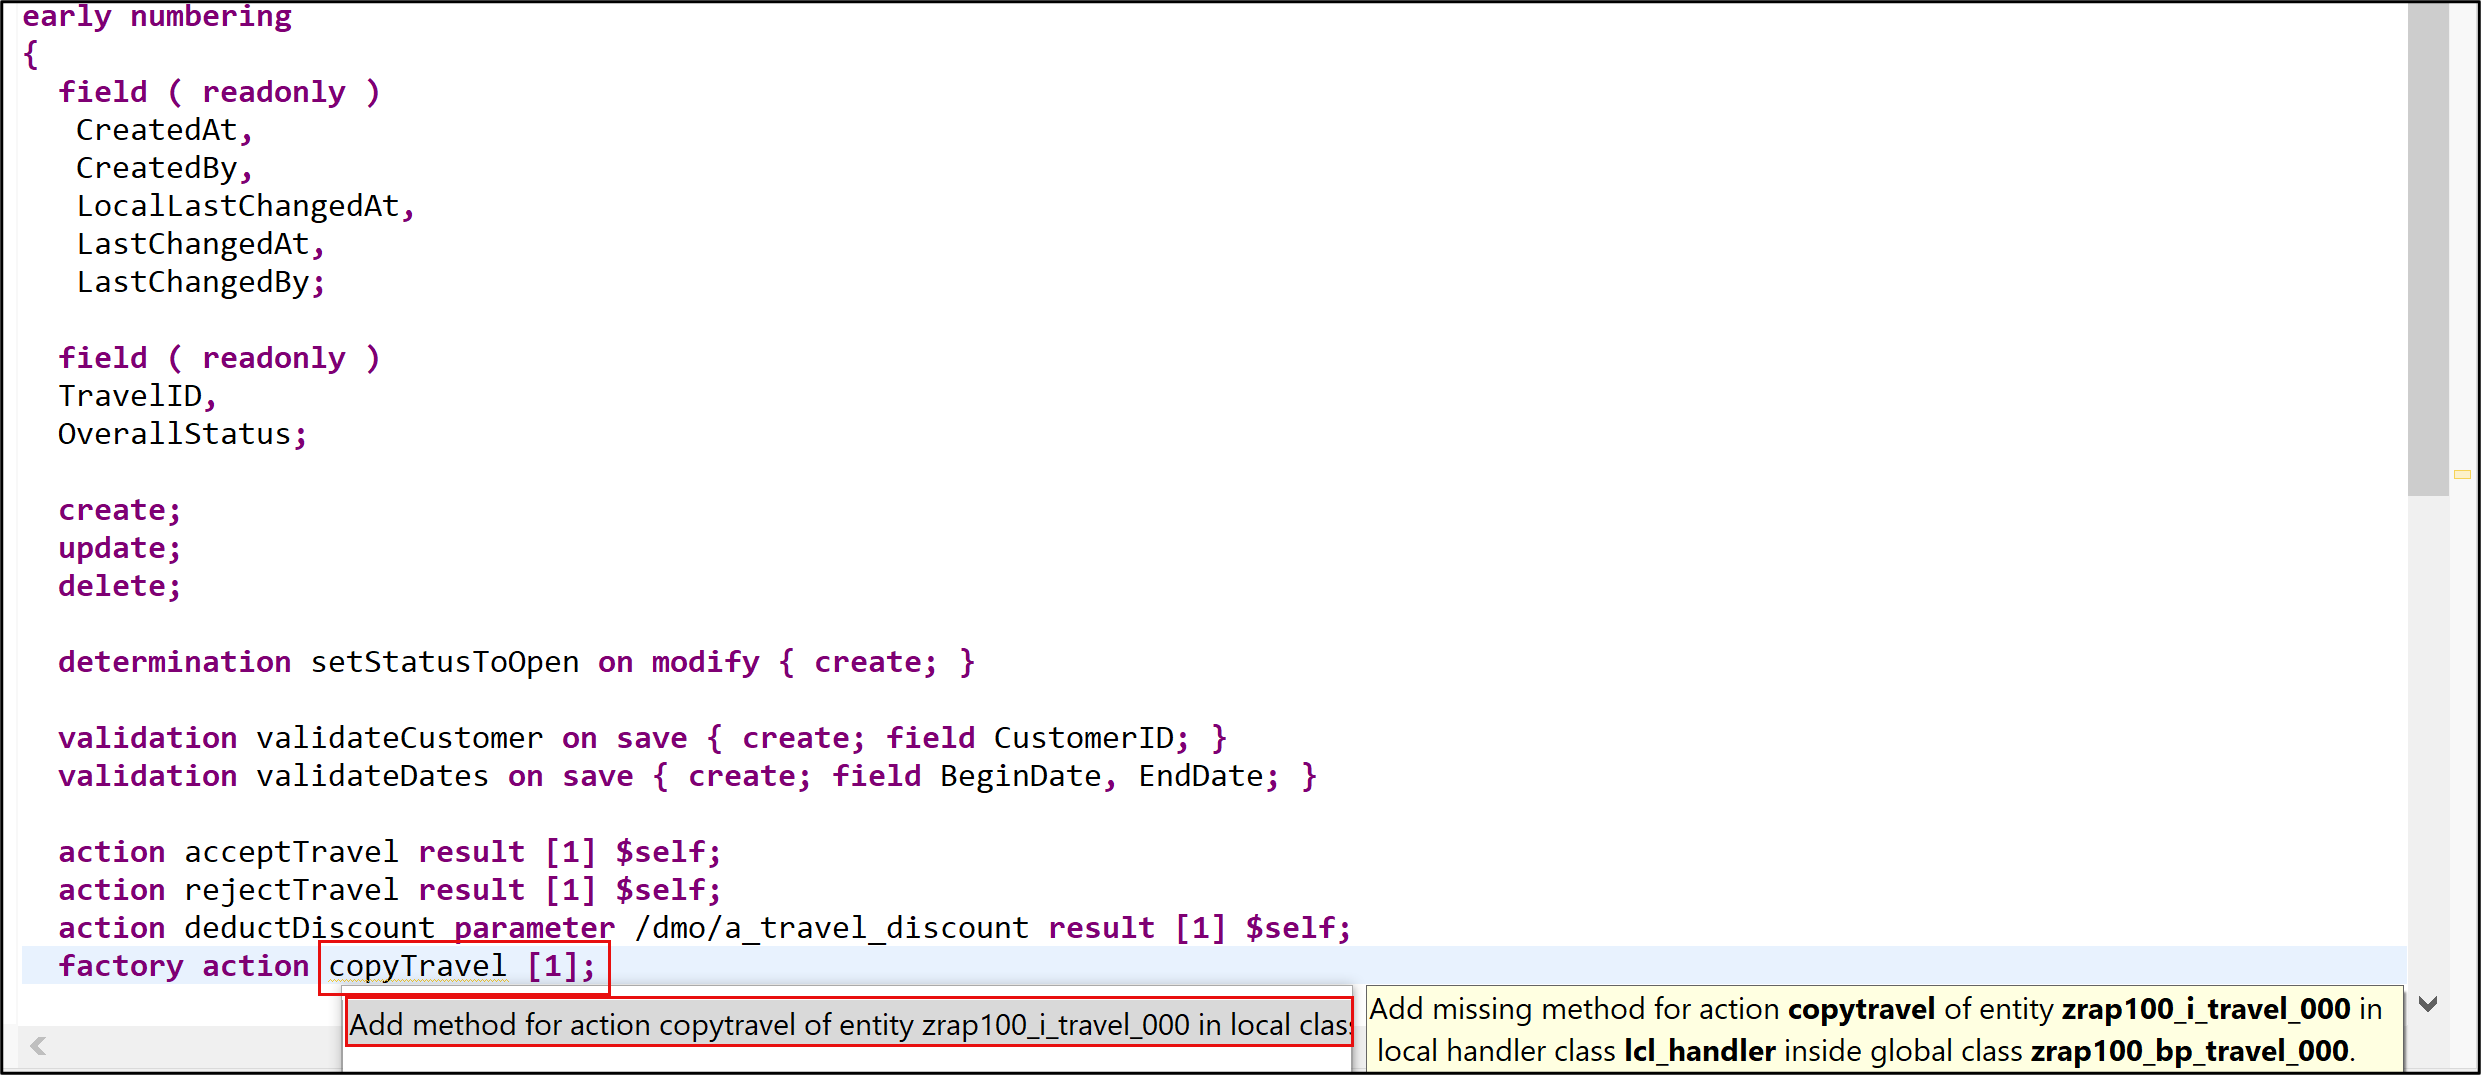 early numbering
{
field ( readonly )
CreatedAt,
CreatedBy,
LocalLastChangedAt,
LastChangedAt,
LastChangedBy;
field ( readonly )
TravelID,
OverallStatus;
create;
update;
delete;
determination setStatusToOpen on modify { create; }
validation validateCustomer on save { create; field CustomerID; }
validation validateDates on save { create; field BeginDate, EndDate; }
action acceptTravel result [1] $self;
action rejectTravel result [1] $self;
action deductDiscount parameter /dmo/a_travel_discount result [1] $self;
factory action copyTravel [1];
Add method for action copytravel of entity zrap100_i_travel_000 in local clas
Add missing method for action copytravel of entity zrap100_i_travel_000 in
local handler class lcl_handler inside global class zrap100_bp_travel_000.